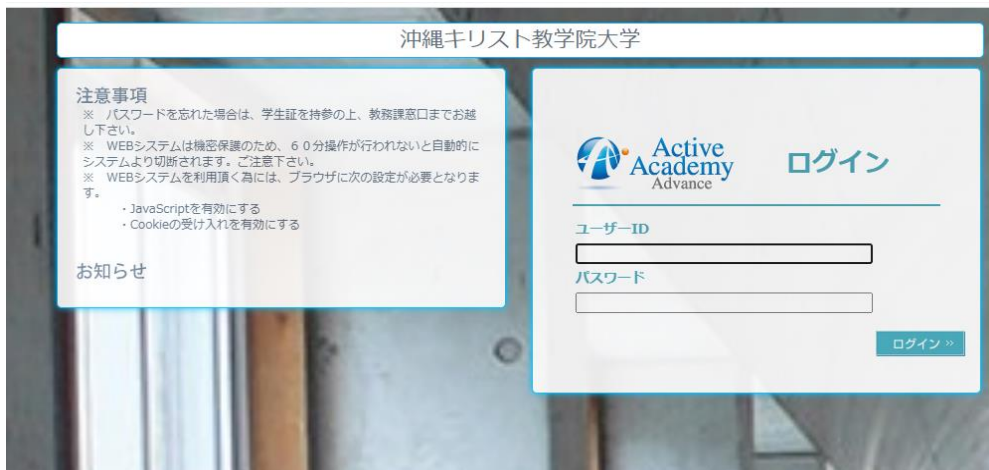 沖縄キリスト教学院大学
注意事項
※　パスワードを忘れた場合は、学生証を持参の上、教務課窓口までお越
し下さい。
※　WEBシステムは機密保護のため、６０分操作が行われないと自動的に
システムより切断されます。ご注意下さい。
※　WEBシステムを利用頂く為には、ブラウザに次の設定が必要となりま
す。
・JavaScriptを有効にする
・Cookieの受け入れを有効にする
お知らせ
Active
Academy
Advance
ログイン
ユーザーID
パスワード
ログイン »